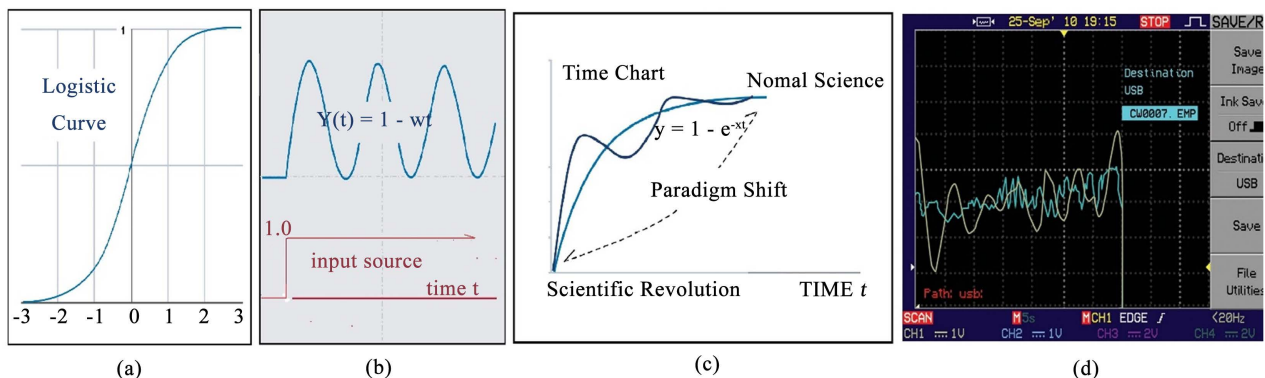 1
Logistic
Curve
-3 -2 -1 0 1 2 3
(a)
Y(t) = 1 - wt
1.0
input source
time t
(b)
Time Chart
Nomal Science
y = 1 - e-xt
Paradigm Shift
Scientific Revolution TIME t
(c)
25-Sep' 10 19:15 STOP SAVE/R
Save
Image
Destination
USB
CW0007. EMP
Ink Save
Off
Destinati
USB
Save
File
Utilities
Path: usb:
SCAN M 5s M CH1 EDGE <20Hz
CH1 1V CH2 1V CH3 2V CH4 2V
(d)